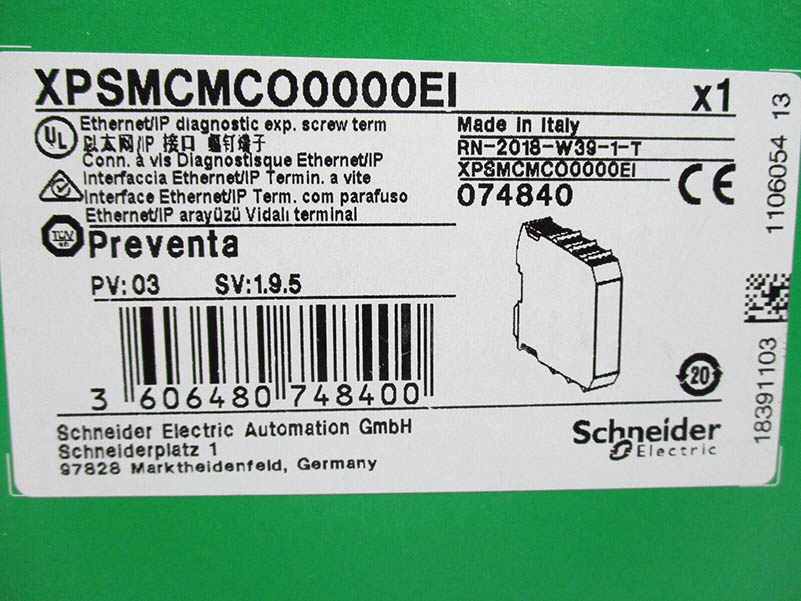 XPSMCMCO0000EI x1
Ethernet/IP diagnostic exp. screw term
以太网/IP 接口 螺钉端子
Conn. à vis Diagnostisque Ethernet/IP
Interfaccia Ethernet/IP Termin. a vite
Interface Ethernet/IP Term. com parafuso
Ethernet/IP arayüzü Vidalı terminal
UL
TÜV
Preventa
PV: 03 SV:1.9.5
Made in Italy
RN-2018-W39-1-T
XPSMCMCO0000EI
074840
CE
1106054 13
18391103
20
3 606480 748400
Schneider Electric Automation GmbH
Schneiderplatz 1
97828 Marktheidenfeld, Germany
Schneider
Electric